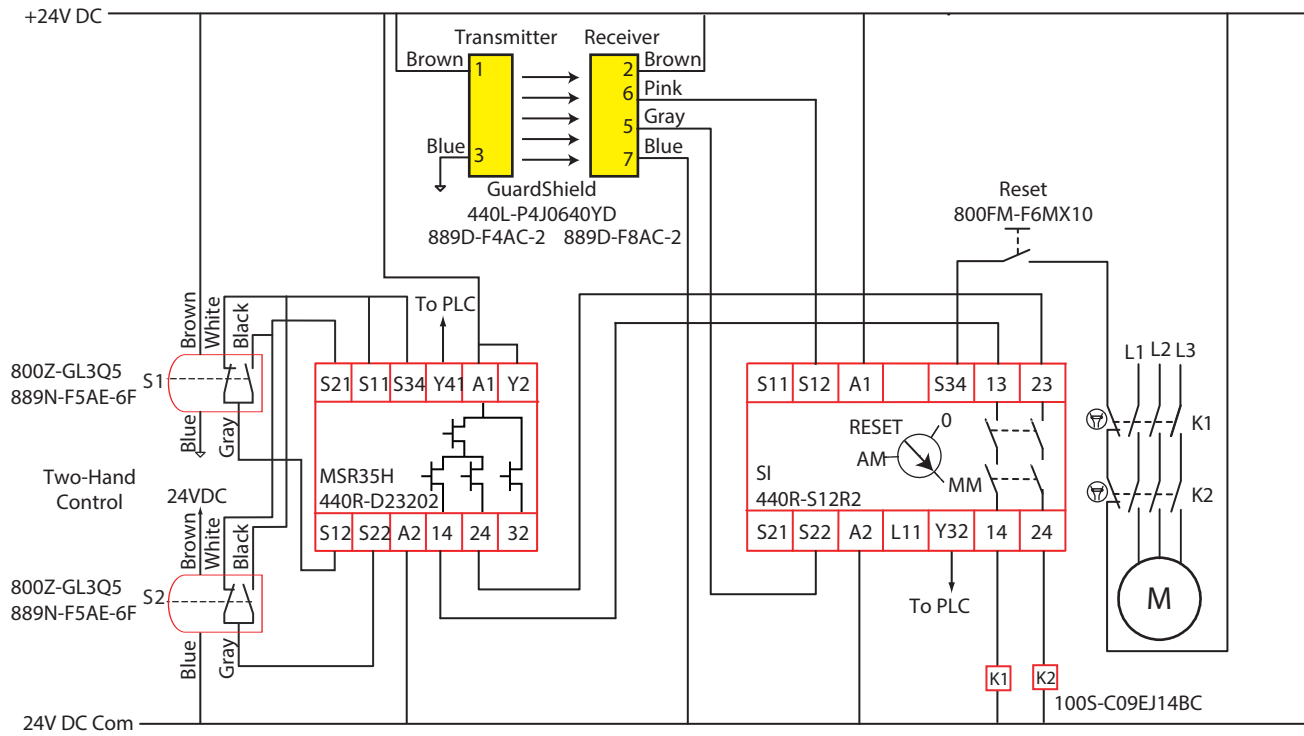 +24V DC
Transmitter
Receiver
Brown
1
2
Brown
6
Pink
5
Gray
Blue
3
7
Blue
GuardShield
440L-P4J0640YD
889D-F4AC-2
889D-F8AC-2
Reset
800FM-F6MX10
Brown
White
Black
To PLC
800Z-GL3Q5
889N-F5AE-6F
S1
Blue
Gray
S21
S11
S34
Y41
A1
Y2
MSR35H
440R-D23202
S12
S22
A2
14
24
32
S11
S12
A1
S34
13
23
RESET
0
AM
MM
SI
440R-S12R2
S21
S22
A2
L11
Y32
14
24
To PLC
L1
L2
L3
K1
K2
M
Two-Hand
Control
24VDC
Brown
White
Black
800Z-GL3Q5
889N-F5AE-6F
S2
Blue
Gray
K1
K2
100S-C09EJ14BC
24V DC Com